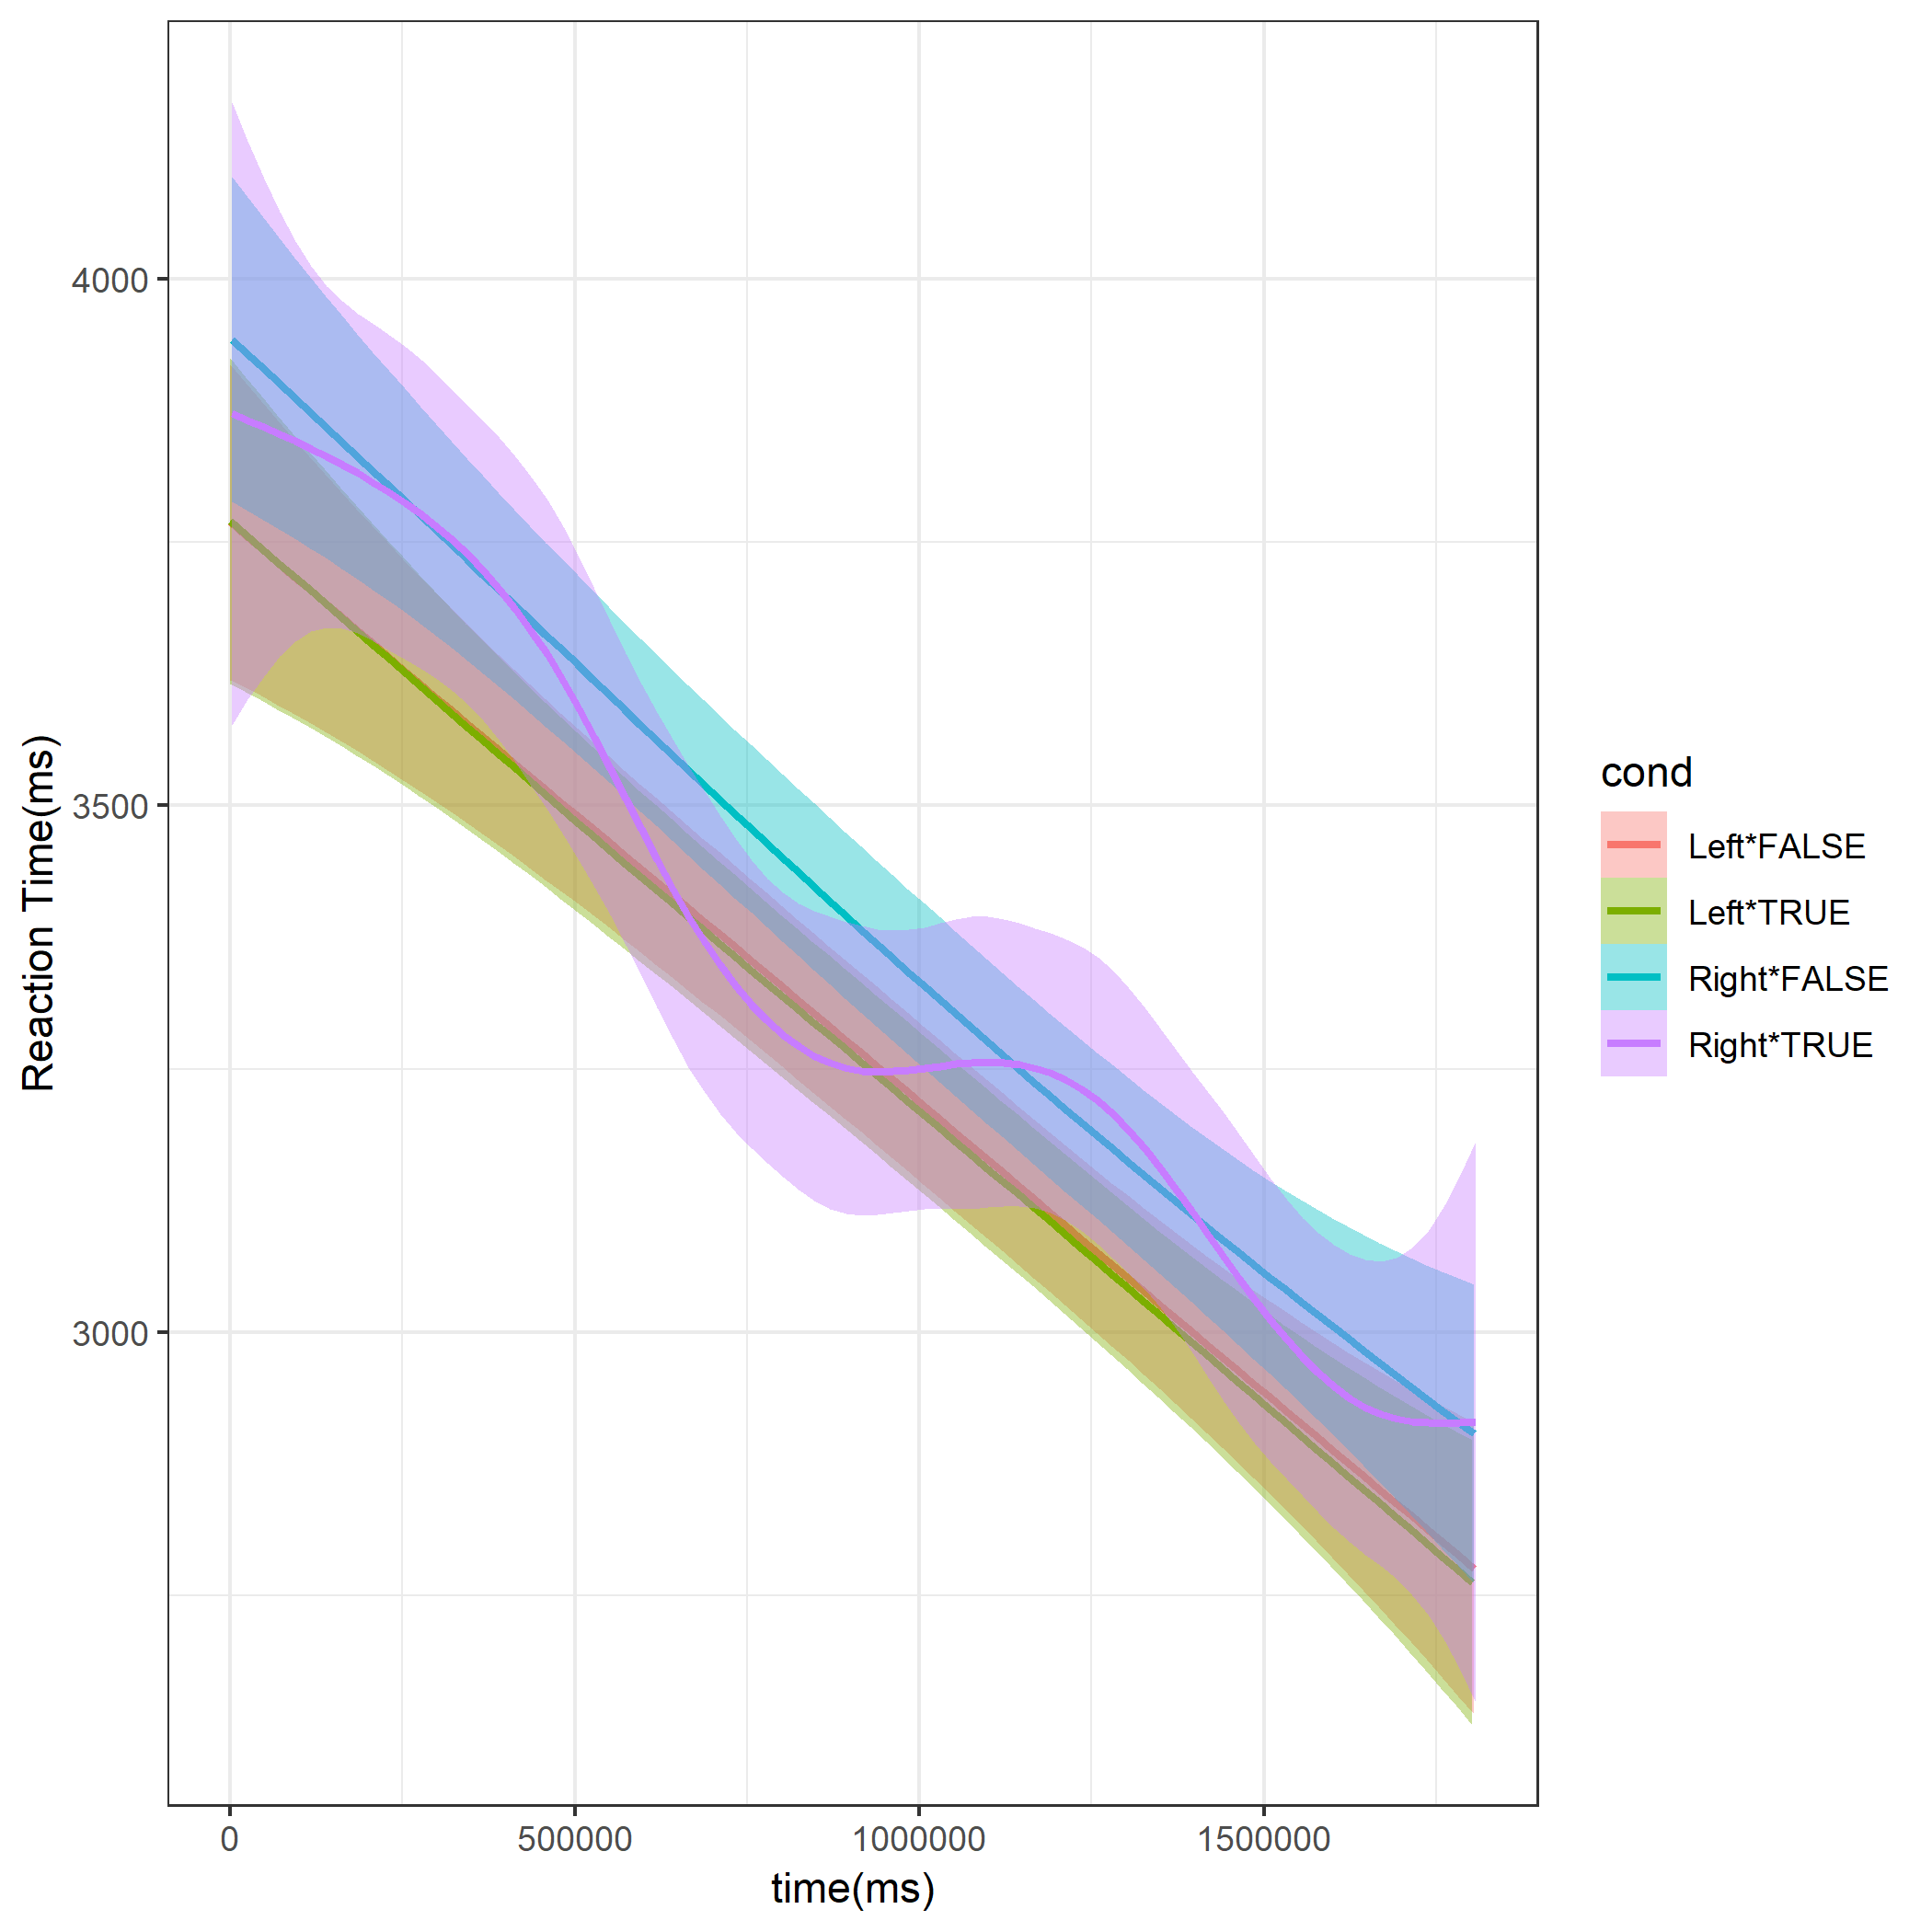 4000
3500
3000
Reaction Time(ms)
0 500000 1000000 1500000
time(ms)
cond
Left*FALSE
Left*TRUE
Right*FALSE
Right*TRUE